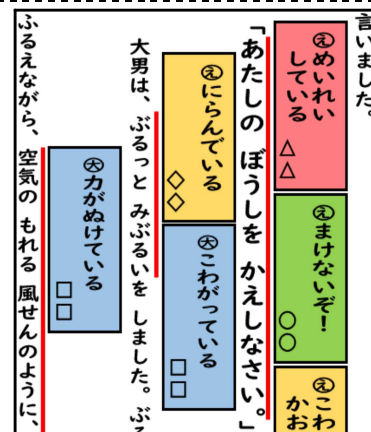 言いました。
㋓めいれい
している
△△
㋓まけないぞ！
○○
㋓こわ
かお
「あたしの ぼうしを かえしなさい。」
㋓にらんでいる
◇◇
㊛こわがっている
□□
大男は、ぶるっと みぶるいを しました。ぶる
㊛力がぬけている
□□
ふるえながら、空気の もれる 風せんのように、